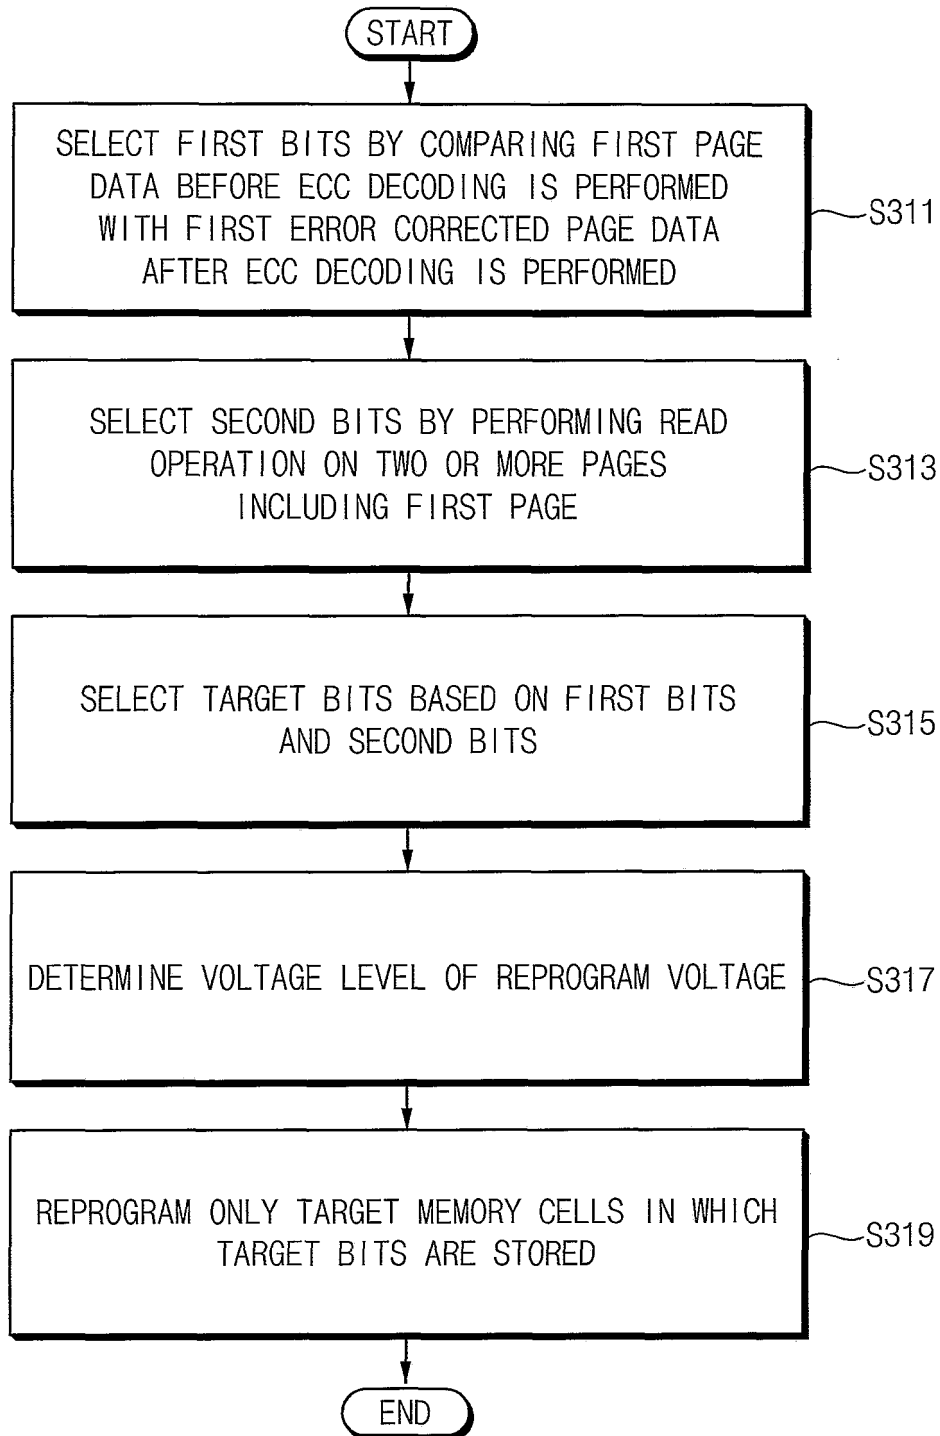 START
SELECT FIRST BITS BY COMPARING FIRST PAGE
DATA BEFORE ECC DECODING IS PERFORMED
WITH FIRST ERROR CORRECTED PAGE DATA
AFTER ECC DECODING IS PERFORMED
S311
SELECT SECOND BITS BY PERFORMING READ
OPERATION ON TWO OR MORE PAGES
INCLUDING FIRST PAGE
S313
SELECT TARGET BITS BASED ON FIRST BITS
AND SECOND BITS
S315
DETERMINE VOLTAGE LEVEL OF REPROGRAM VOLTAGE
S317
REPROGRAM ONLY TARGET MEMORY CELLS IN WHICH
TARGET BITS ARE STORED
S319
END